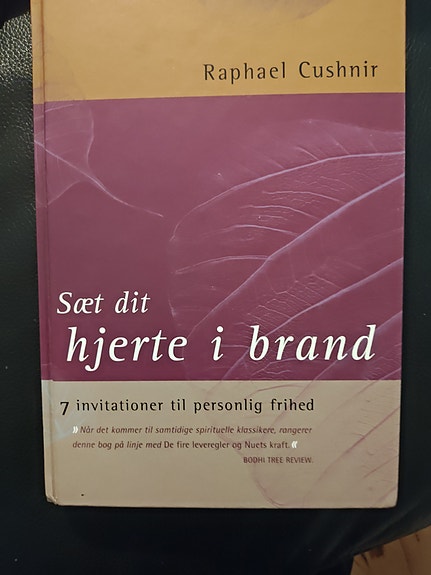 Raphael Cushnir
Sæt dit
hjerte i brand
7 invitationer til personlig frihed
» Når det kommer til samtidige spirituelle klassikere, rangerer
denne bog på linje med De fire leveregler og Nuets kraft «
BODHI TREE REVIEW.